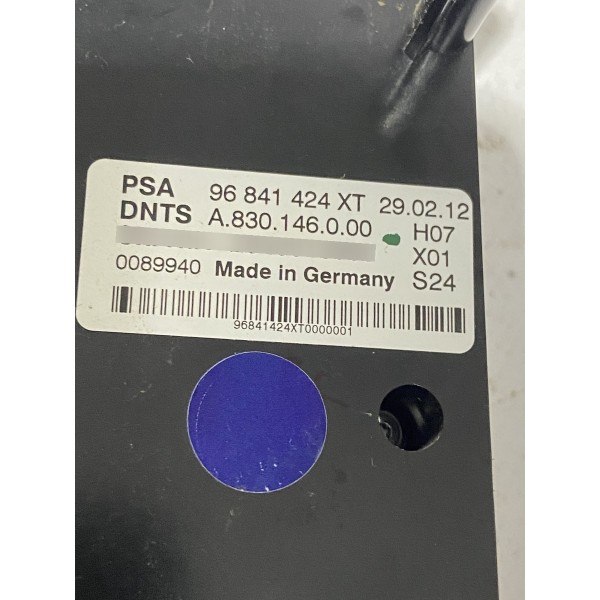 PSA 96 841 424 XT 29.02.12
DNTS A.830.146.0.00 H07
X01
0089940 Made in Germany S24
96841424XT0000001